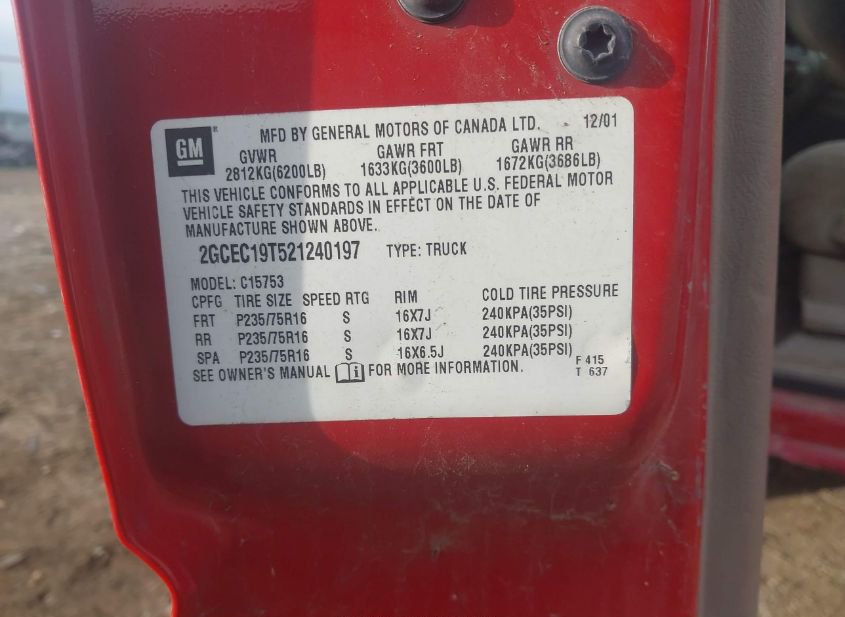 GM ® MFD BY GENERAL MOTORS OF CANADA LTD. 12/01
GVWR GAWR FRT GAWR RR
2812KG(6200LB) 1633KG(3600LB) 1672KG(3686LB)
THIS VEHICLE CONFORMS TO ALL APPLICABLE U.S. FEDERAL MOTOR
VEHICLE SAFETY STANDARDS IN EFFECT ON THE DATE OF
MANUFACTURE SHOWN ABOVE.
2GCEC19T521240197 TYPE: TRUCK
MODEL: C15753
CPFG TIRE SIZE SPEED RTG RIM COLD TIRE PRESSURE
FRT P235/75R16 S 16X7J 240KPA(35PSI)
RR P235/75R16 S 16X7J 240KPA(35PSI)
SPA P235/75R16 S 16X6.5J 240KPA(35PSI) F 415
SEE OWNER'S MANUAL FOR MORE INFORMATION. T 637